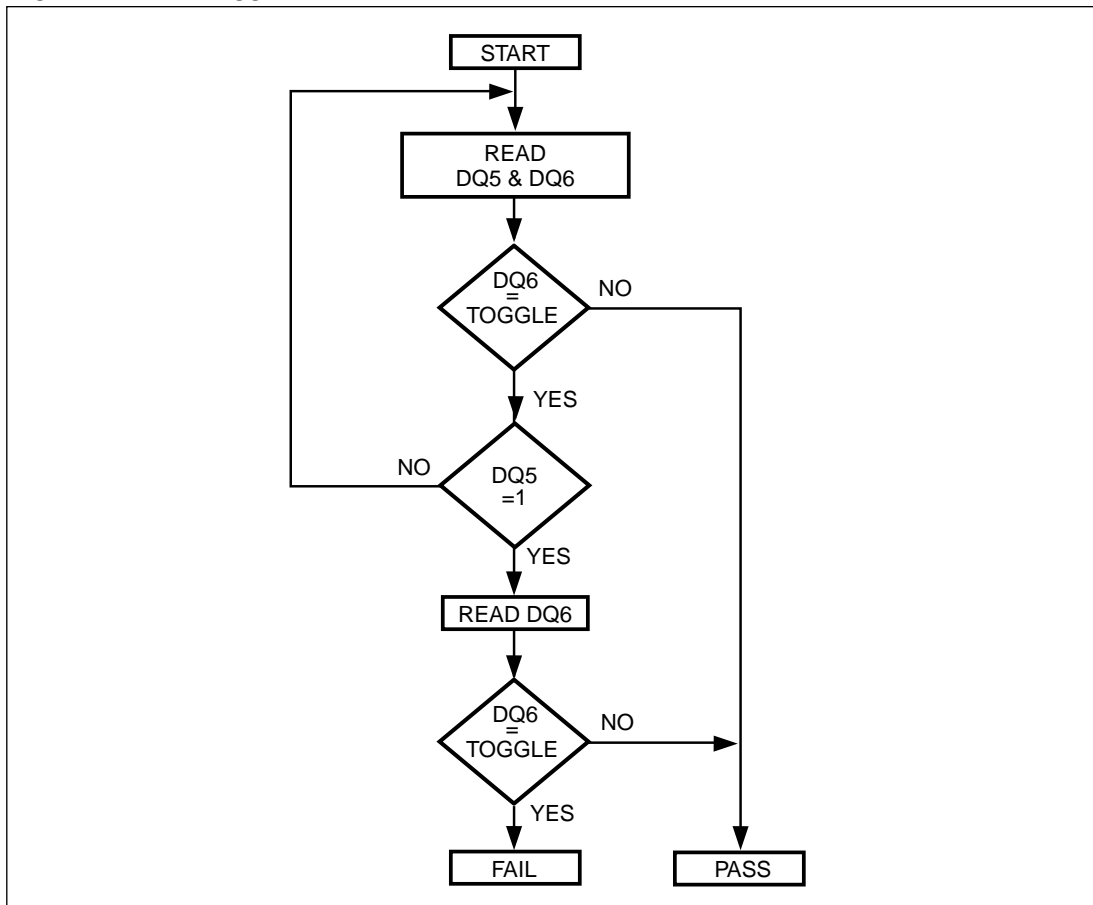 START
READ
DQ5 & DQ6
DQ6
=
TOGGLE
NO
YES
NO
DQ5
=1
YES
READ DQ6
DQ6
=
TOGGLE
NO
YES
FAIL
PASS